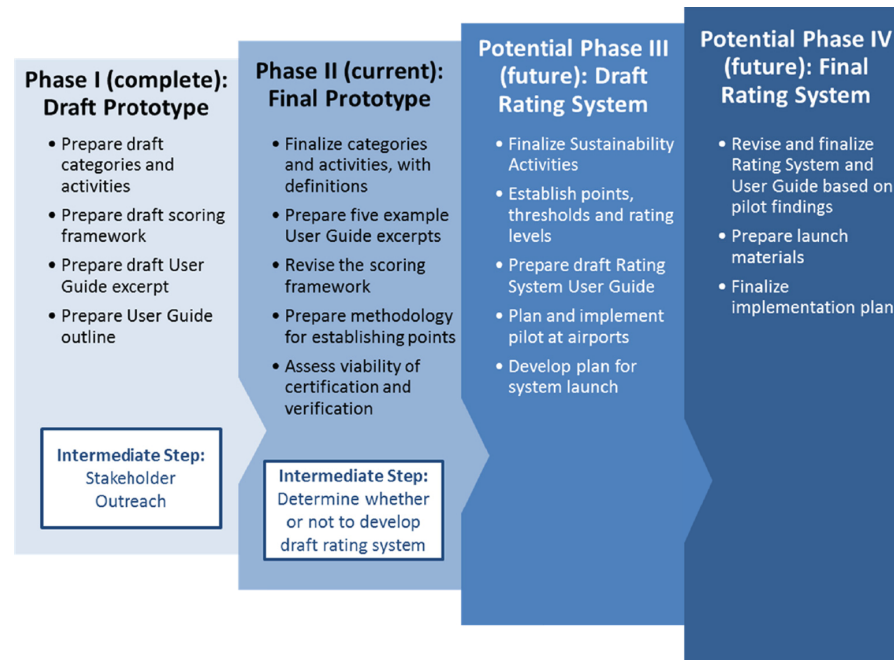 Phase I (complete):
Draft Prototype
• Prepare draft
categories and
activities
• Prepare draft scoring
framework
• Prepare draft User
Guide excerpt
• Prepare User Guide
outline
Intermediate Step:
Stakeholder
Outreach
Phase II (current):
Final Prototype
• Finalize categories
and activities, with
definitions
• Prepare five example
User Guide excerpts
• Revise the scoring
framework
• Prepare methodology
for establishing points
• Assess viability of
certification and
verification
Intermediate Step:
Determine whether
or not to develop
draft rating system
Potential Phase III
(future): Draft
Rating System
• Finalize Sustainability
Activities
• Establish points,
thresholds and rating
levels
• Prepare draft Rating
System User Guide
• Plan and implement
pilot at airports
• Develop plan for
system launch
Potential Phase IV
(future): Final
Rating System
• Revise and finalize
Rating System and
User Guide based on
pilot findings
• Prepare launch
materials
• Finalize
implementation plan